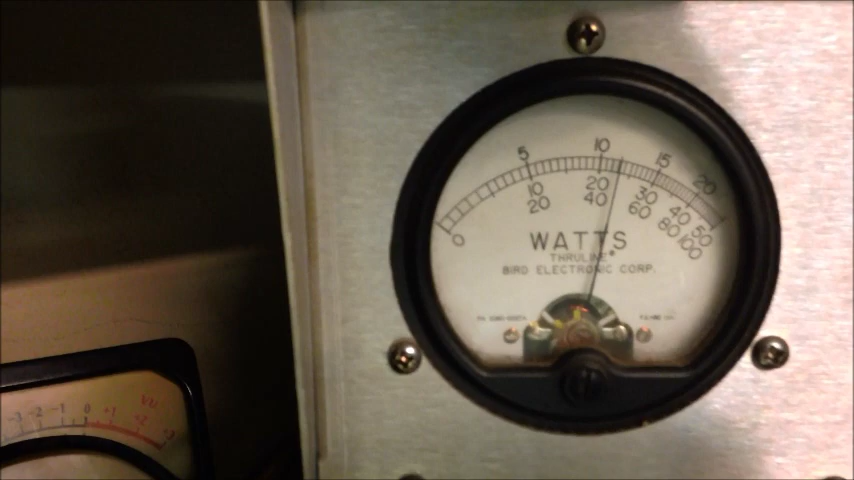 5 10 15 20
0 10 20 30 40 50
20 40 60 80 100
WATTS
THRULINE®
BIRD ELECTRONIC CORP.
-3 -2 -1 0 +1 +2
VU